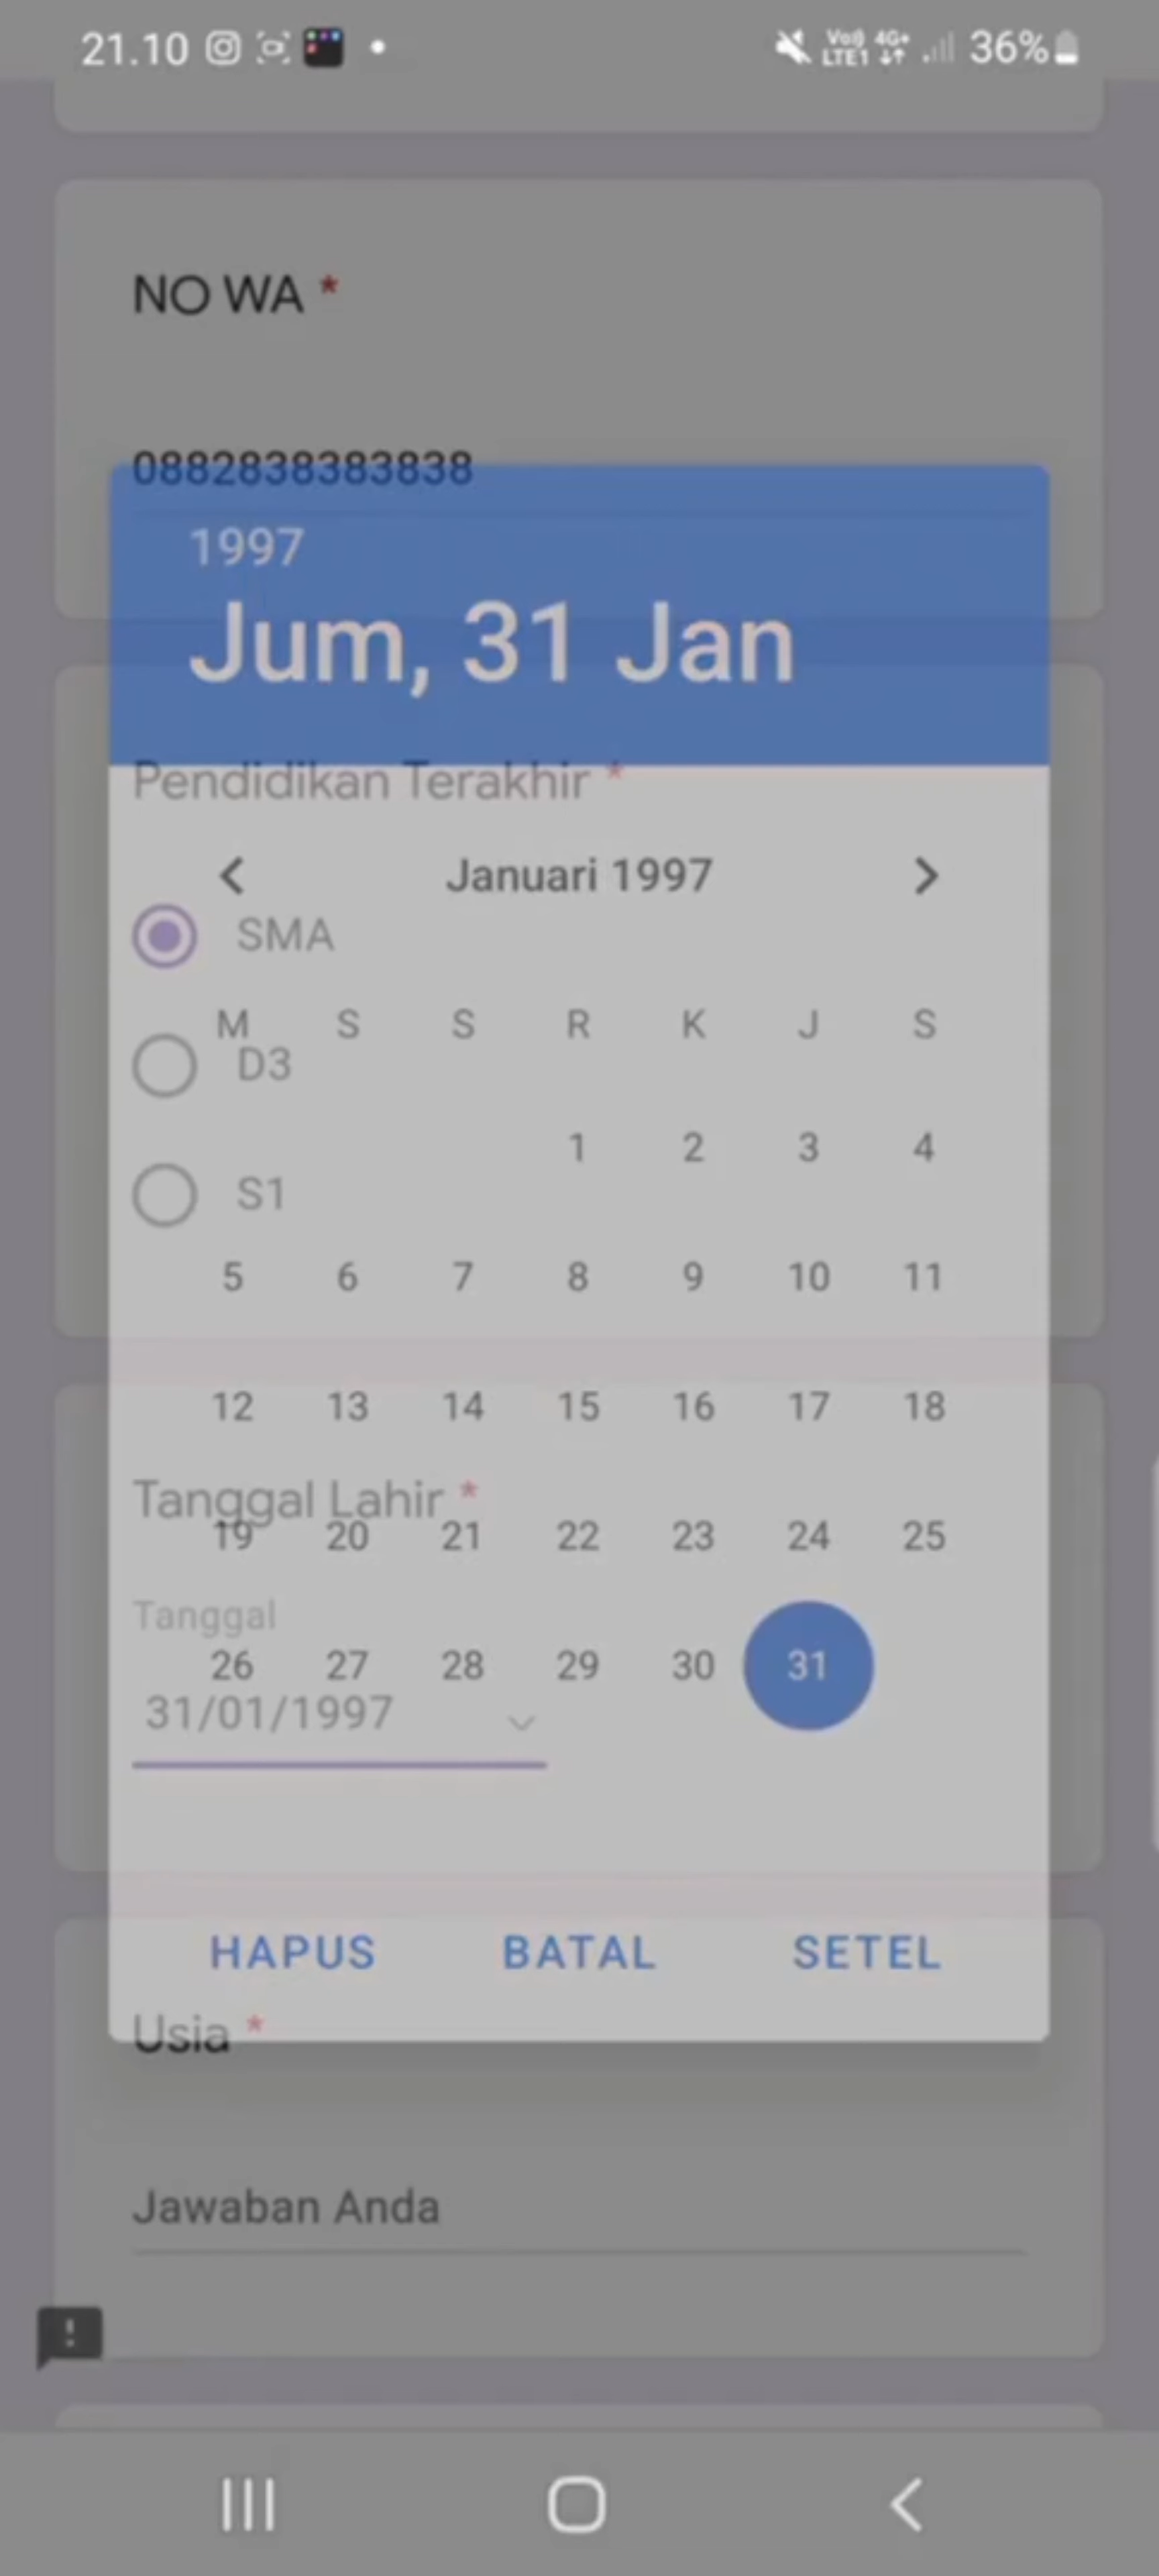 21.10 VoI) 4G+ LTE1 36%
NO WA *
0882838383838
1997
Jum, 31 Jan
Pendidikan Terakhir *
Januari 1997
SMA
M S S R K J S
D3
1 2 3 4
S1
5 6 7 8 9 10 11
12 13 14 15 16 17 18
Tanggal Lahir *
19 20 21 22 23 24 25
Tanggal
26 27 28 29 30 31
31/01/1997
HAPUS BATAL SETEL
Usia *
Jawaban Anda